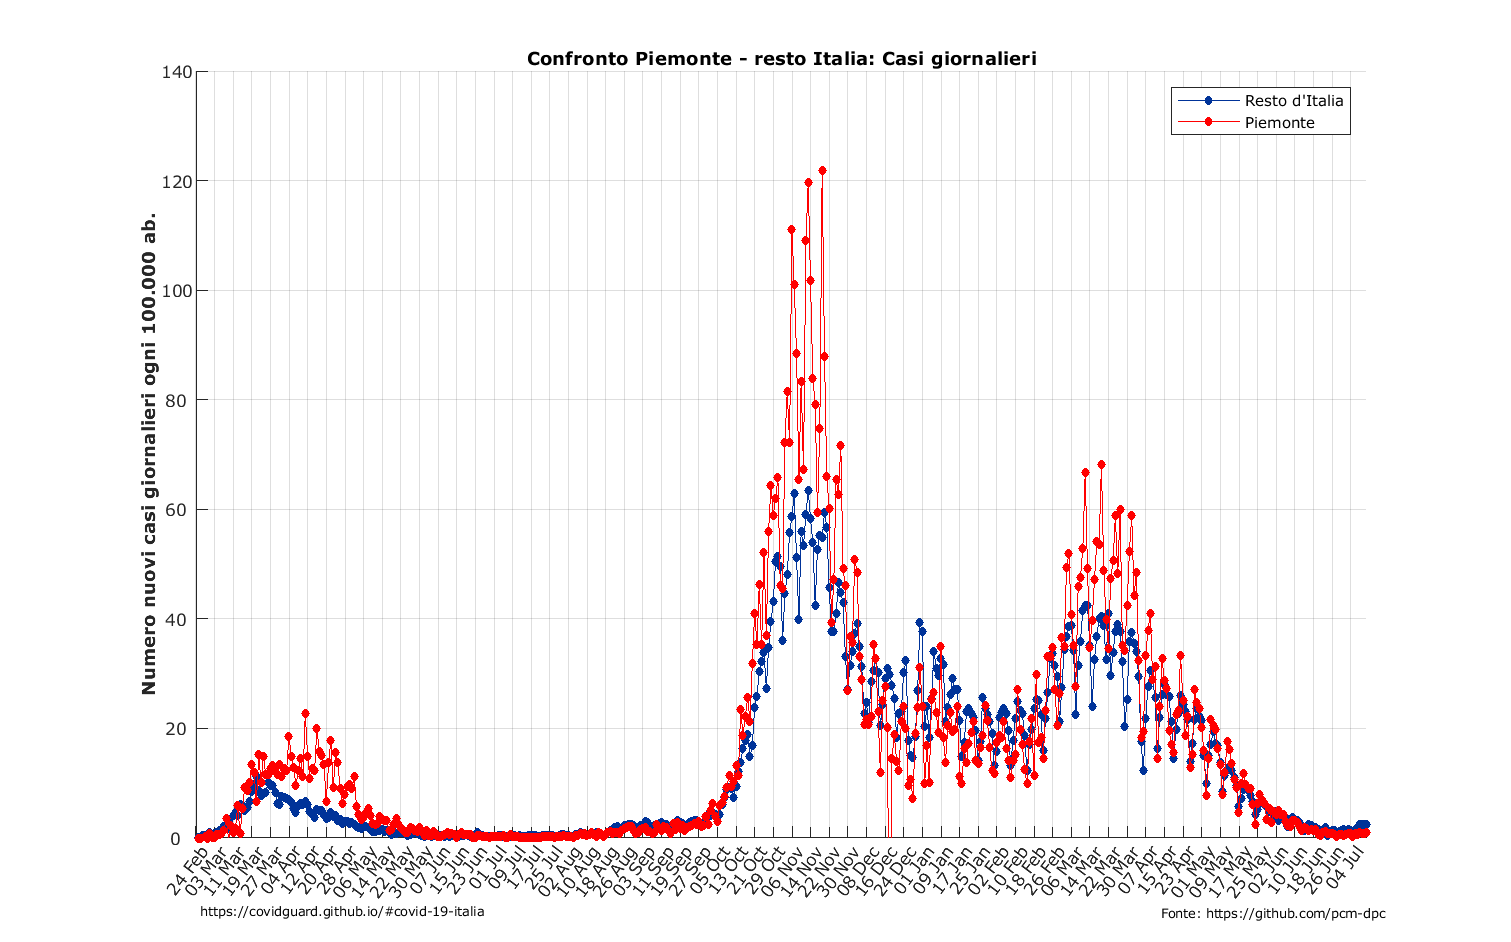 Confronto Piemonte - resto Italia: Casi giornalieri
Resto d'Italia
Piemonte
Numero nuovi casi giornalieri ogni 100.000 ab.
140
120
100
80
60
40
20
0
24 Feb
03 Mar
11 Mar
19 Mar
27 Mar
04 Apr
12 Apr
20 Apr
28 Apr
06 May
14 May
22 May
30 May
07 Jun
15 Jun
23 Jun
01 Jul
09 Jul
17 Jul
25 Jul
02 Aug
10 Aug
18 Aug
26 Aug
03 Sep
11 Sep
19 Sep
27 Sep
05 Oct
13 Oct
21 Oct
29 Oct
06 Nov
14 Nov
22 Nov
30 Nov
08 Dec
16 Dec
24 Dec
01 Jan
09 Jan
17 Jan
25 Jan
02 Feb
10 Feb
18 Feb
26 Feb
06 Mar
14 Mar
22 Mar
30 Mar
07 Apr
15 Apr
23 Apr
01 May
09 May
17 May
25 May
02 Jun
10 Jun
18 Jun
26 Jun
04 Jul
https://covidguard.github.io/#covid-19-italia
Fonte: https://github.com/pcm-dpc